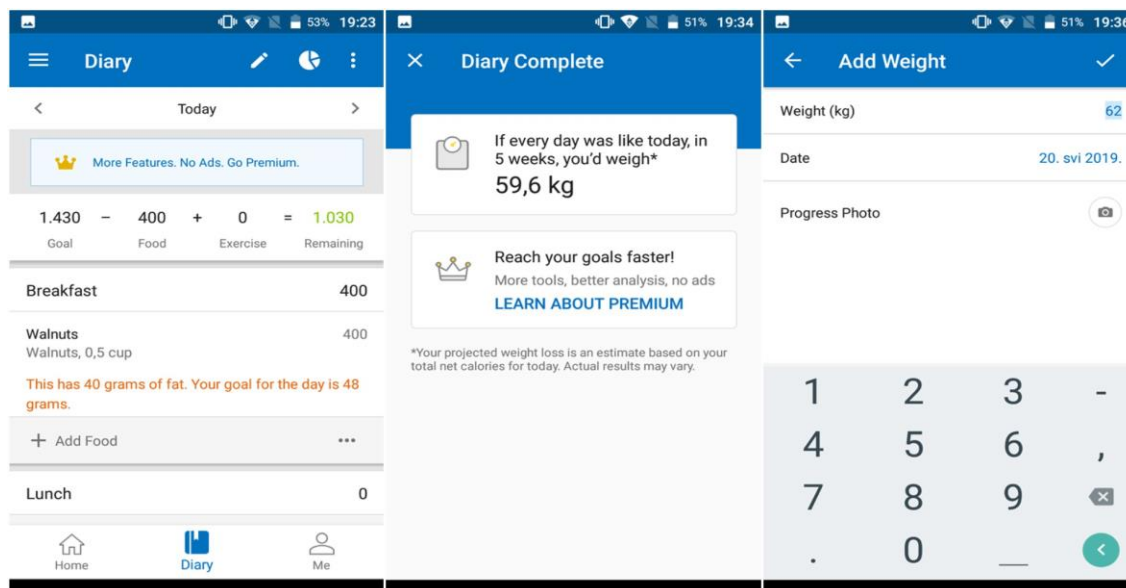 53% 19:23
Diary
Today
More Features. No Ads. Go Premium.
1.430 – 400 + 0 = 1.030
Goal Food Exercise Remaining
Breakfast 400
Walnuts 400
Walnuts, 0,5 cup
This has 40 grams of fat. Your goal for the day is 48
grams.
+ Add Food
Lunch 0
Home Diary Me
51% 19:34
Diary Complete
If every day was like today, in
5 weeks, you'd weigh*
59,6 kg
Reach your goals faster!
More tools, better analysis, no ads
LEARN ABOUT PREMIUM
*Your projected weight loss is an estimate based on your
total net calories for today. Actual results may vary.
51% 19:36
Add Weight
Weight (kg) 62
Date 20. svi 2019.
Progress Photo
1 2 3 -
4 5 6 ,
7 8 9
. 0 _